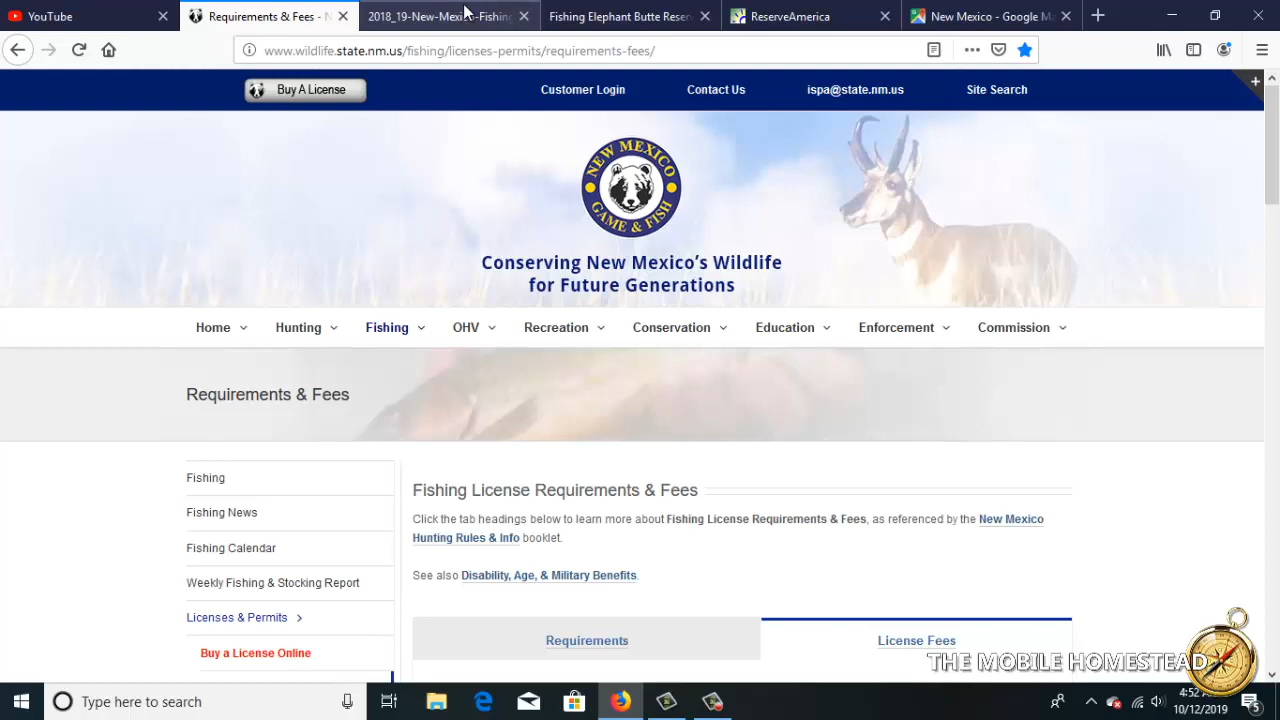 YouTube
Requirements & Fees - N
2018_19-New-Mexico-Fishing
Fishing Elephant Butte Reser
ReserveAmerica
New Mexico - Google Ma
www.wildlife.state.nm.us/fishing/licenses-permits/requirements-fees/
Buy A License
Customer Login
Contact Us
ispa@state.nm.us
Site Search
NEW MEXICO
GAME & FISH
Conserving New Mexico's Wildlife
for Future Generations
Home
Hunting
Fishing
OHV
Recreation
Conservation
Education
Enforcement
Commission
Requirements & Fees
Fishing
Fishing News
Fishing Calendar
Weekly Fishing & Stocking Report
Licenses & Permits
Buy a License Online
Fishing License Requirements & Fees
Click the tab headings below to learn more about Fishing License Requirements & Fees, as referenced by the New Mexico
Hunting Rules & Info booklet.
See also Disability, Age, & Military Benefits.
Requirements
License Fees
THE MOBILE HOMESTEAD
Type here to search
4:52 AM
10/12/2019
5